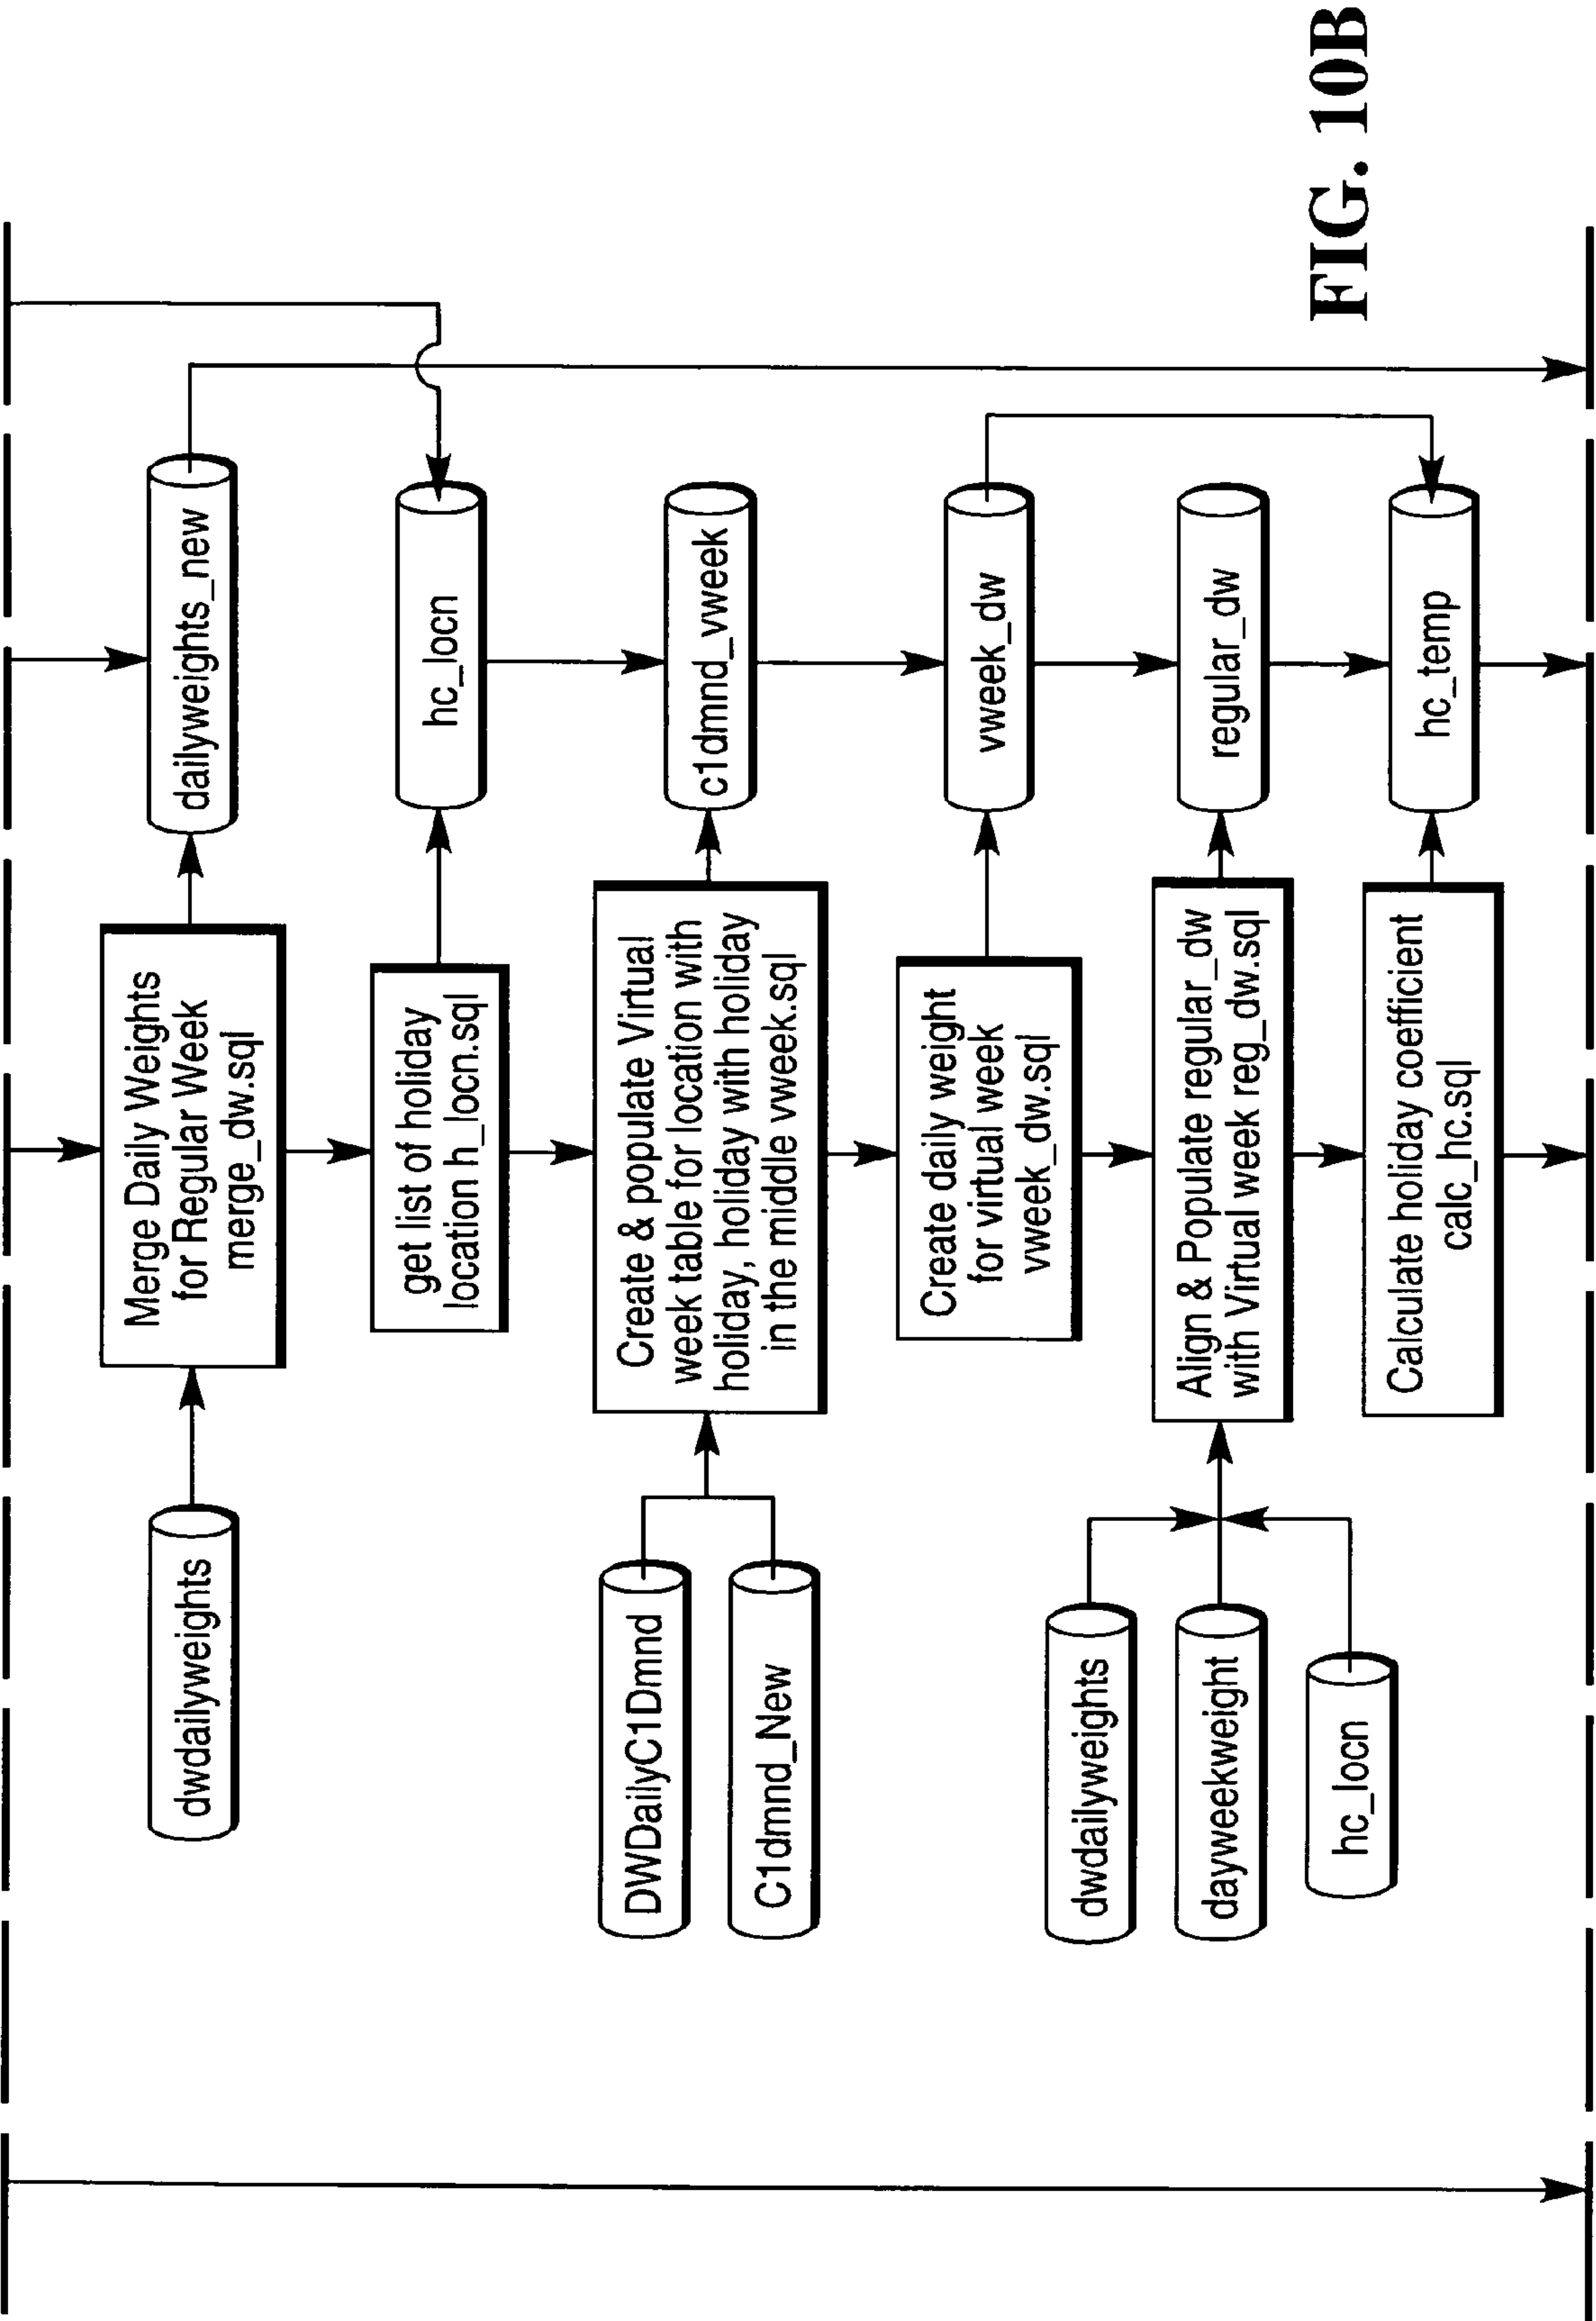 dwdailyweights
Merge Daily Weights
for Regular Week
merge_dw.sql
dailyweights_new
get list of holiday
location h_locn.sql
hc_locn
DWDailyC1Dmnd
C1dmnd_New
Create & populate Virtual
week table for location with
holiday, holiday with holiday
in the middle vweek.sql
c1dmnd_vweek
Create daily weight
for virtual week
vweek_dw.sql
vweek_dw
dwdailyweights
dayweekweight
hc_locn
Align & Populate regular_dw
with Virtual week reg_dw.sql
regular_dw
Calculate holiday coefficient
calc_hc.sql
hc_temp
FIG. 10B